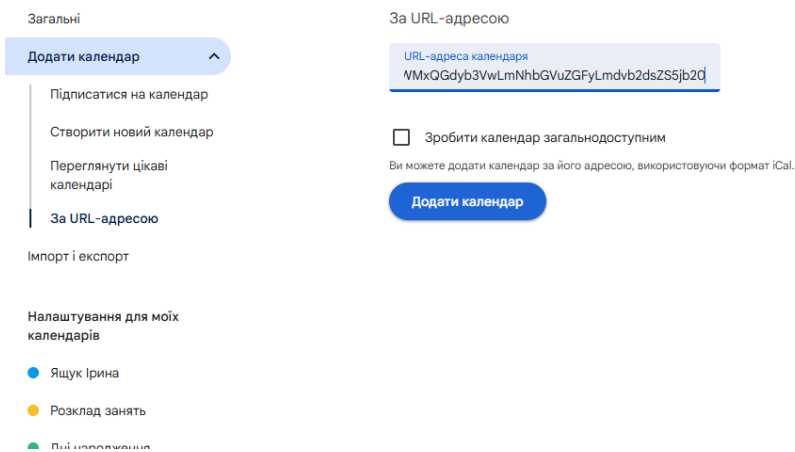 Загальні
Додати календар
Підписатися на календар
Створити новий календар
Переглянути цікаві
календарі
За URL-адресою
Імпорт і експорт
Налаштування для моїх
календарів
Ящук Ірина
Розклад занять
Дні народження
За URL-адресою
URL-адреса календаря
WMxQGdyb3VwLmNhbGVuZGFyLmdvb2dsZS5jb20
Зробити календар загальнодоступним
Ви можете додати календар за його адресою, використовуючи формат iCal.
Додати календар